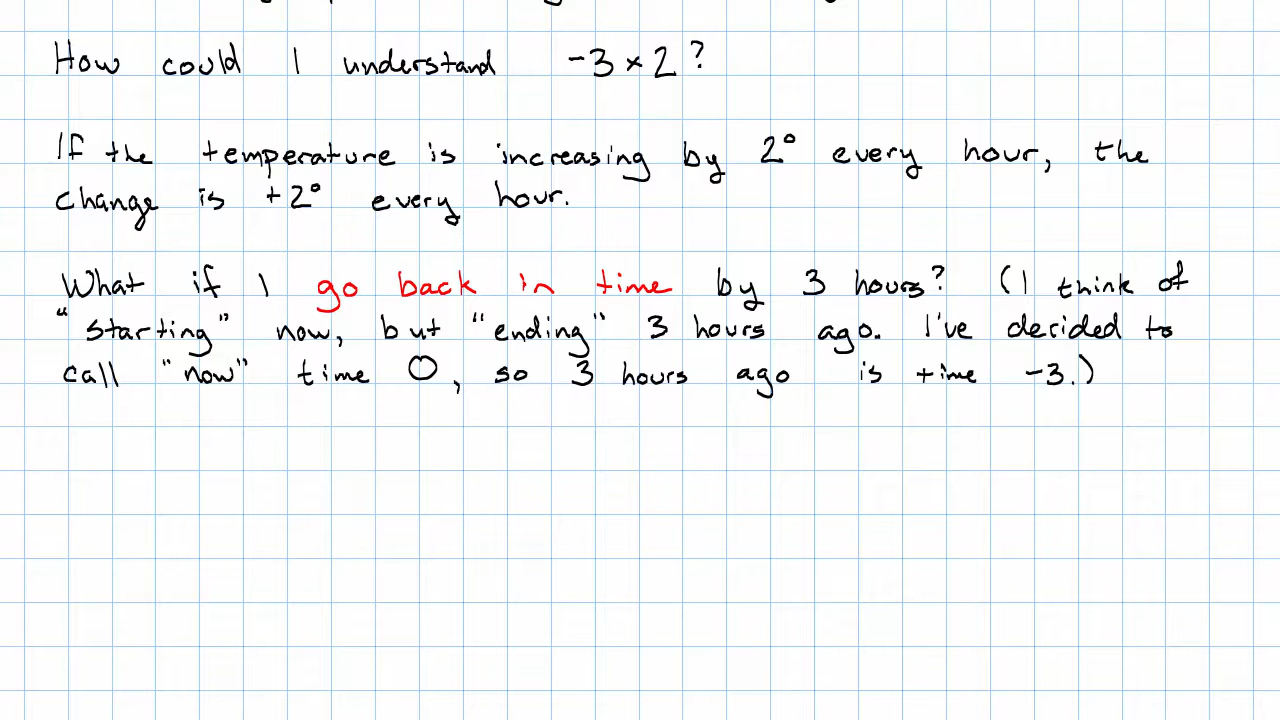 How could I understand -3 × 2?
If the temperature is increasing by 2° every hour, the
change is +2° every hour.
What if I go back in time by 3 hours? (I think of
"starting" now, but "ending" 3 hours ago. I've decided to
call "now" time 0, so 3 hours ago is time -3.)